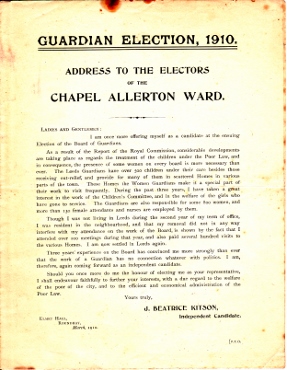 GUARDIAN ELECTION, 1910.
ADDRESS TO THE ELECTORS
OF THE
CHAPEL ALLERTON WARD.
LADIES AND GENTLEMEN:
I am once more offering myself as a candidate at the ensuing
Election of the Board of Guardians.
As a result of the Report of the Royal Commission, considerable developments
are taking place as regards the treatment of the children under the Poor Law, and
in consequence, the presence of some women on every board is more necessary than
ever. The Leeds Guardians have over 500 children under their care besides those
receiving out-relief, and provide for many of them in scattered Homes in various
parts of the town. These Homes the Women Guardians make it a special part of
their work to visit frequently. During the past three years, I have taken a great
interest in the work of the Children's Committee, and in the welfare of the girls who
have gone to service. The Guardians are also responsible for some 800 women, and
more than 150 female attendants and nurses are employed by them.
Though I was not living in Leeds during the second year of my term of office,
I was resident in the neighbourhood, and that my removal did not in any way
interfere with my attendance on the work of the Board, is shown by the fact that I
attended over 100 meetings during that year, and also paid several hundred visits to
the various Homes. I am now settled in Leeds again.
Three years experience on the Board has convinced me more strongly than ever
that the work of a Guardian has no connection whatever with politics. I am,
therefore, again coming forward as an Independent candidate.
Should you once more do me the honour of electing me as your representative,
I shall endeavour faithfully to further your interests, with a due regard to the welfare
of the poor of the city, and to the efficient and economical administration of the
Poor Law.
Yours truly,
J. BEATRICE KITSON,
Independent Candidate.
ELMET HALL,
ROUNDHAY,
March, 1910.